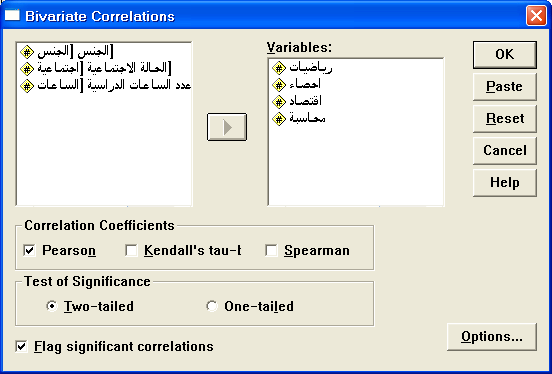 Bivariate Correlations
الجنس [الجنس]
الحالة الاجتماعية [اجتماعية]
عدد الساعات الدراسية [الساعات
Variables:
رياضيات
احصاء
اقتصاد
محاسبة
OK
Paste
Reset
Cancel
Help
Correlation Coefficients
Pearson
Kendall's tau-b
Spearman
Test of Significance
Two-tailed
One-tailed
Flag significant correlations
Options...